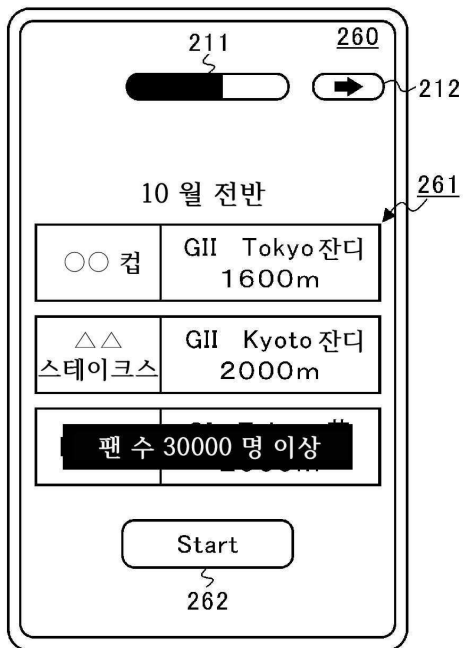 211
260
212
10 월 전반
261
○○ 컵
GII Tokyo 잔디
1600m
△△
스테이크스
GII Kyoto 잔디
2000m
팬 수 30000 명 이상
Start
262